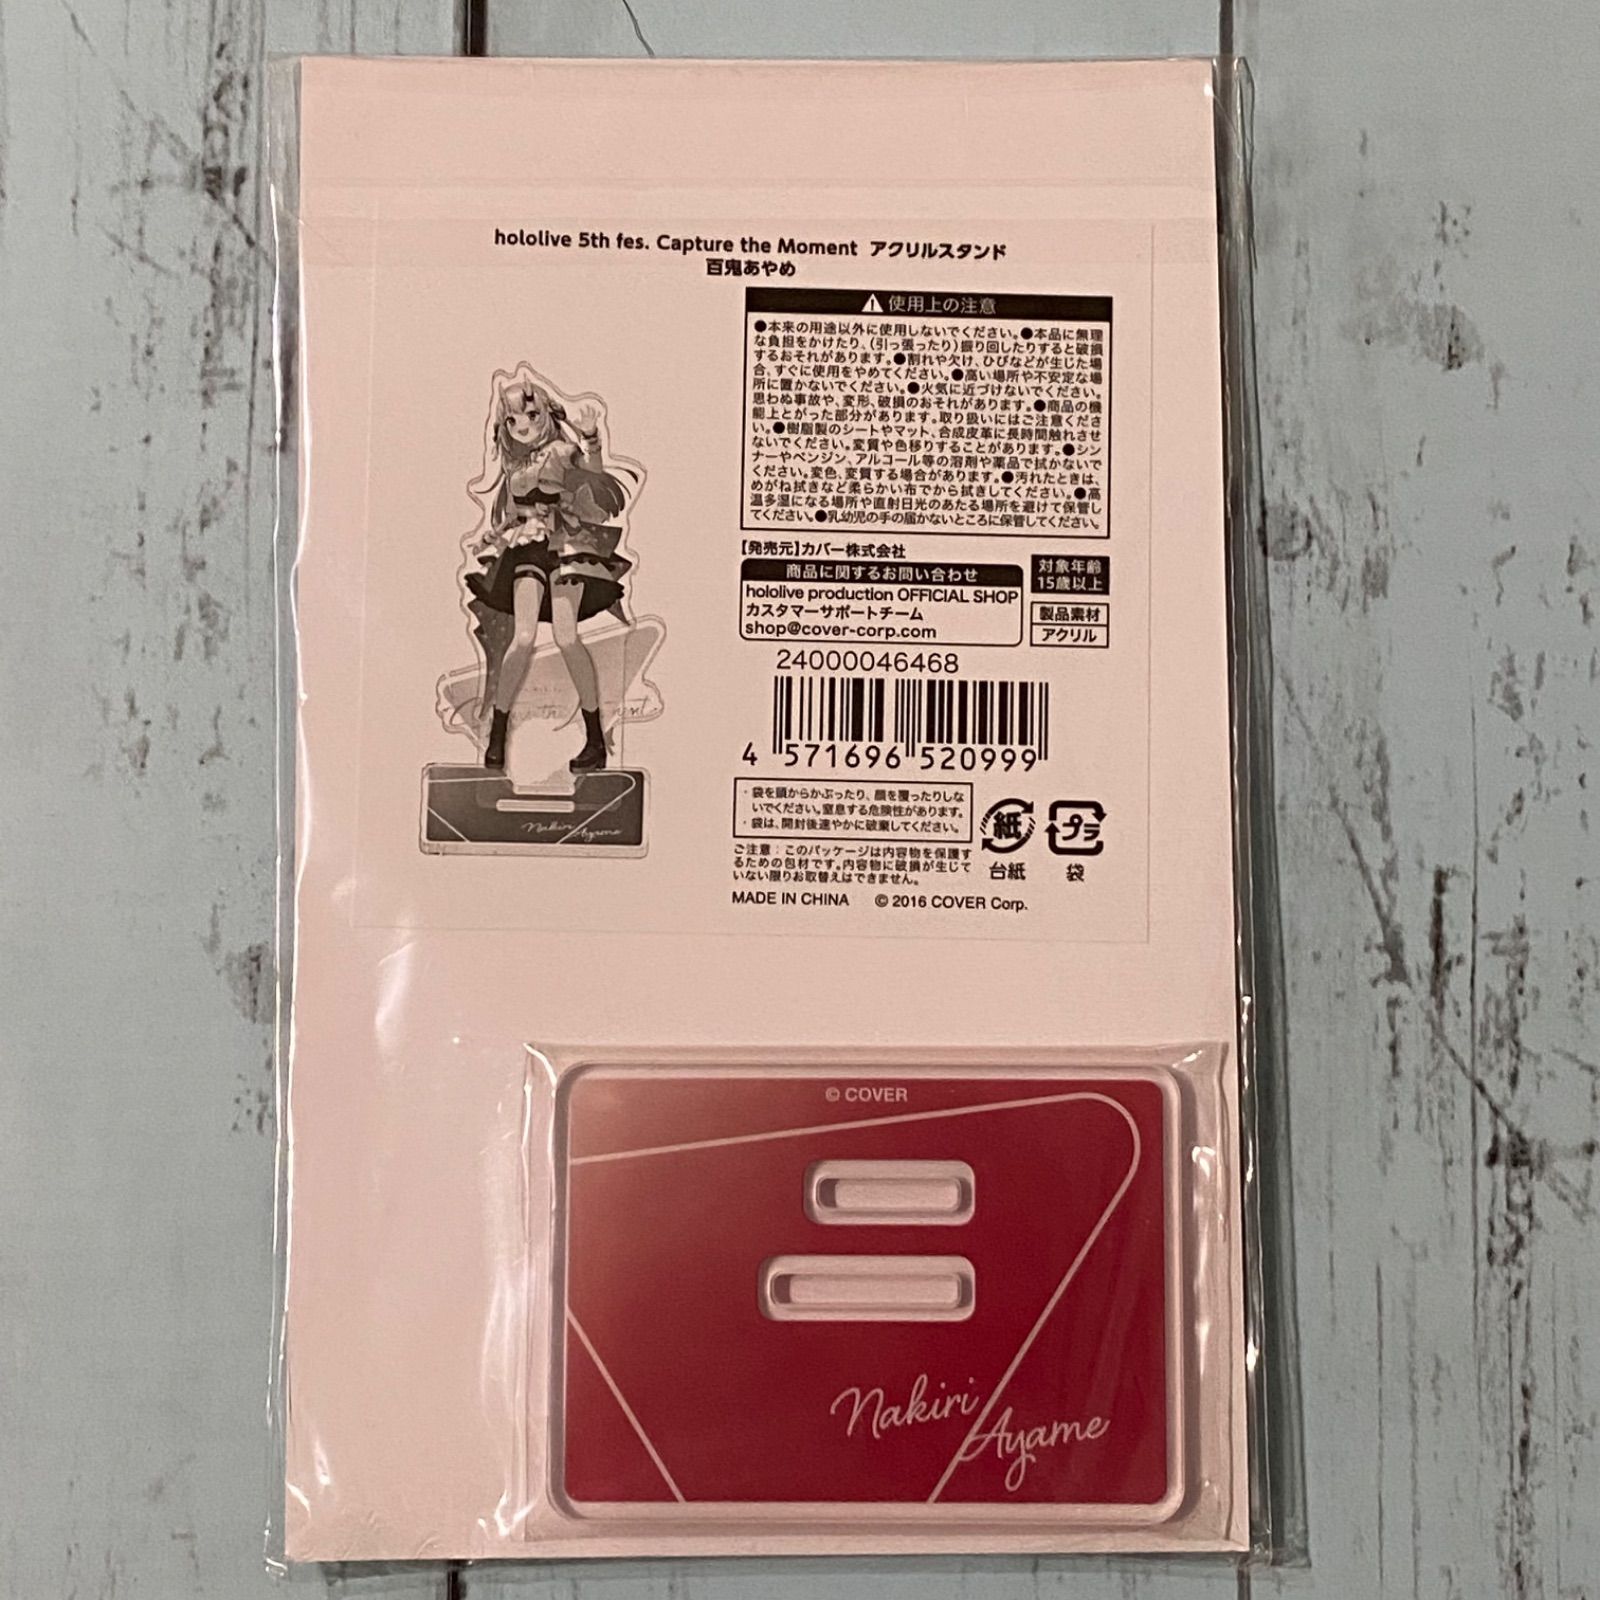 hololive 5th fes. Capture the Moment アクリルスタンド
百鬼あやめ
使用上の注意
●本来の用途以外に使用しないでください。●本品に無理
な負担をかけたり、(引っ張ったり)振り回したりすると破損
するおそれがあります。●割れや欠け、ひびなどが生じた場
合、すぐに使用をやめてください。●高い場所や不安定な場
所に置かないでください。●火気に近づけないでください。
思わぬ事故や、変形、破損のおそれがあります。●商品の機
能上とがった部分があります。取り扱いにはご注意くださ
い。●樹脂製のシートやマット、合成皮革に長時間触れさせ
ないでください。変質や色移りすることがあります。●シン
ナーやベンジン、アルコール等の溶剤や薬品で拭かないで
ください。変色、変質する場合があります。●汚れたときは、
めがね拭きなど柔らかい布でから拭きしてください。●高
温多湿になる場所や直射日光のあたる場所を避けて保管し
てください。●乳幼児の手の届かないところに保管してください。
【発売元】カバー株式会社
商品に関するお問い合わせ
hololive production OFFICIAL SHOP
カスタマーサポートチーム
shop@cover-corp.com
対象年齢
15歳以上
製品素材
アクリル
24000046468
4 571696 520999
・袋を頭からかぶったり、顔を覆ったりしな
いでください。窒息する危険性があります。
・袋は、開封後速やかに破棄してください。
紙
台紙
プラ
袋
ご注意：このパッケージは内容物を保護す
るための包材です。内容物に破損が生じて
いない限りお取替えはできません。
MADE IN CHINA © 2016 COVER Corp.
Nakiri
Ayame
© COVER
Nakiri
Ayame